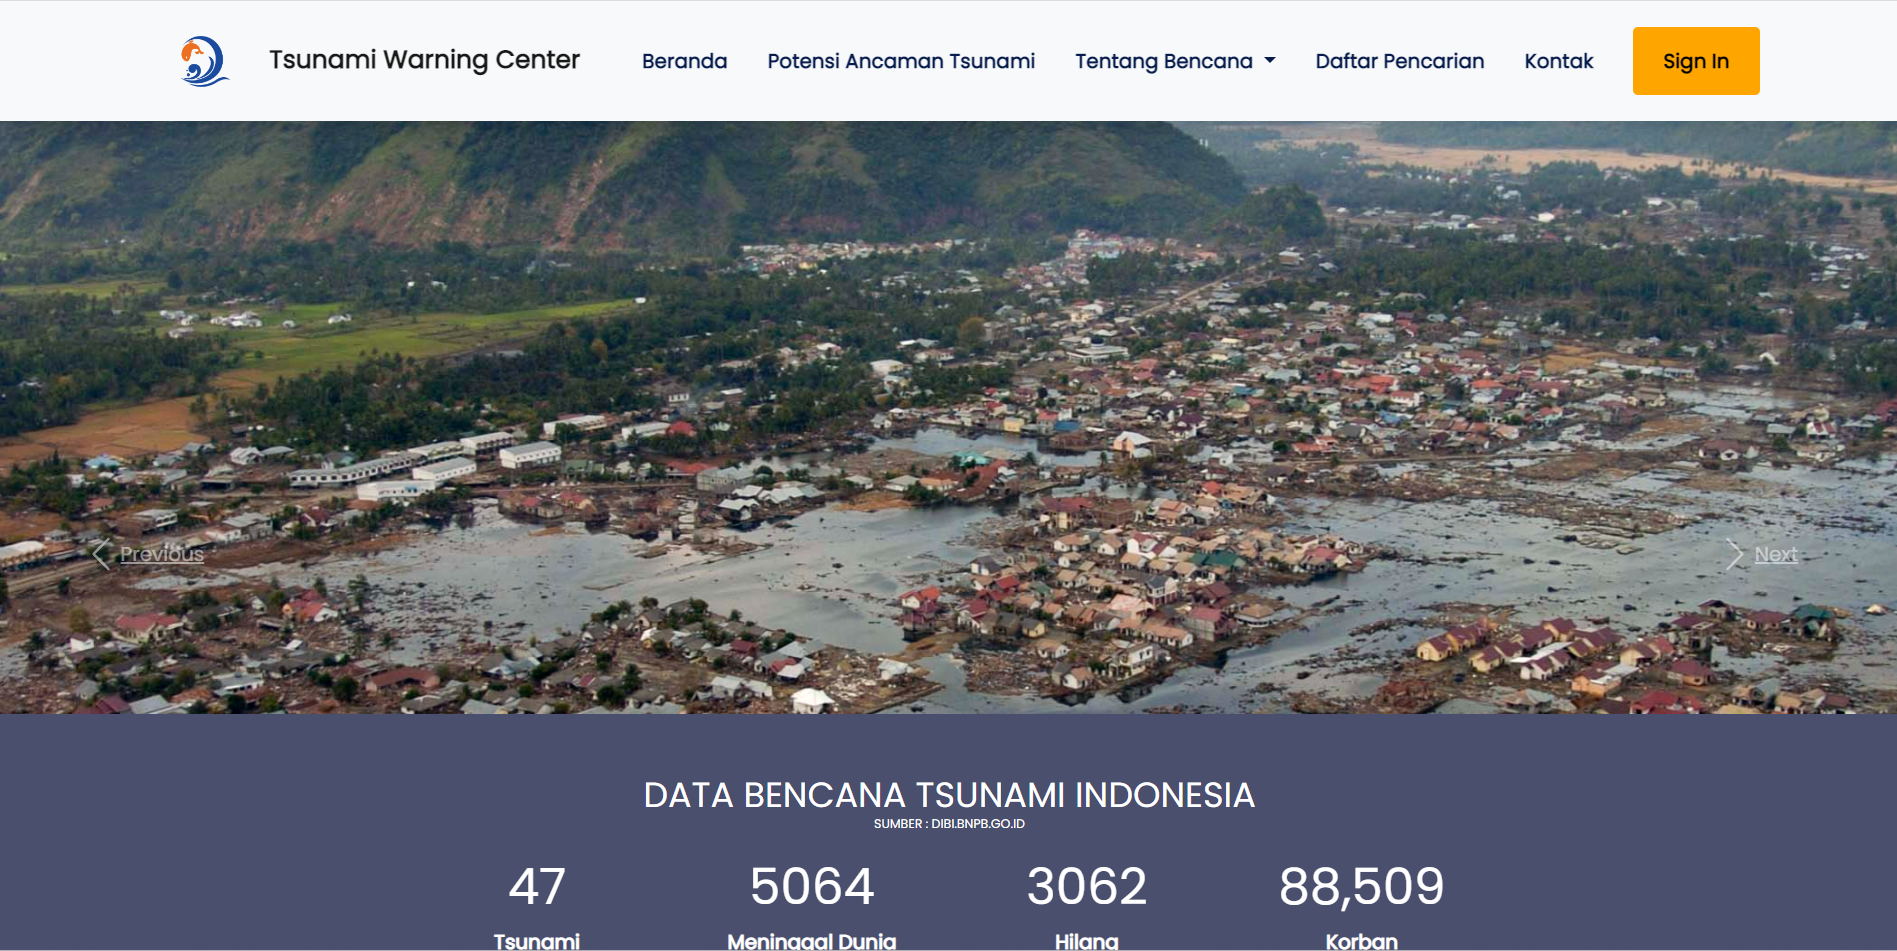 Tsunami Warning Center
Beranda
Potensi Ancaman Tsunami
Tentang Bencana
Daftar Pencarian
Kontak
Sign In
Previous
Next
DATA BENCANA TSUNAMI INDONESIA
SUMBER : DIBI.BNPB.GO.ID
47 5064 3062 88,509
Tsunami Meninggal Dunia Hilang Korban